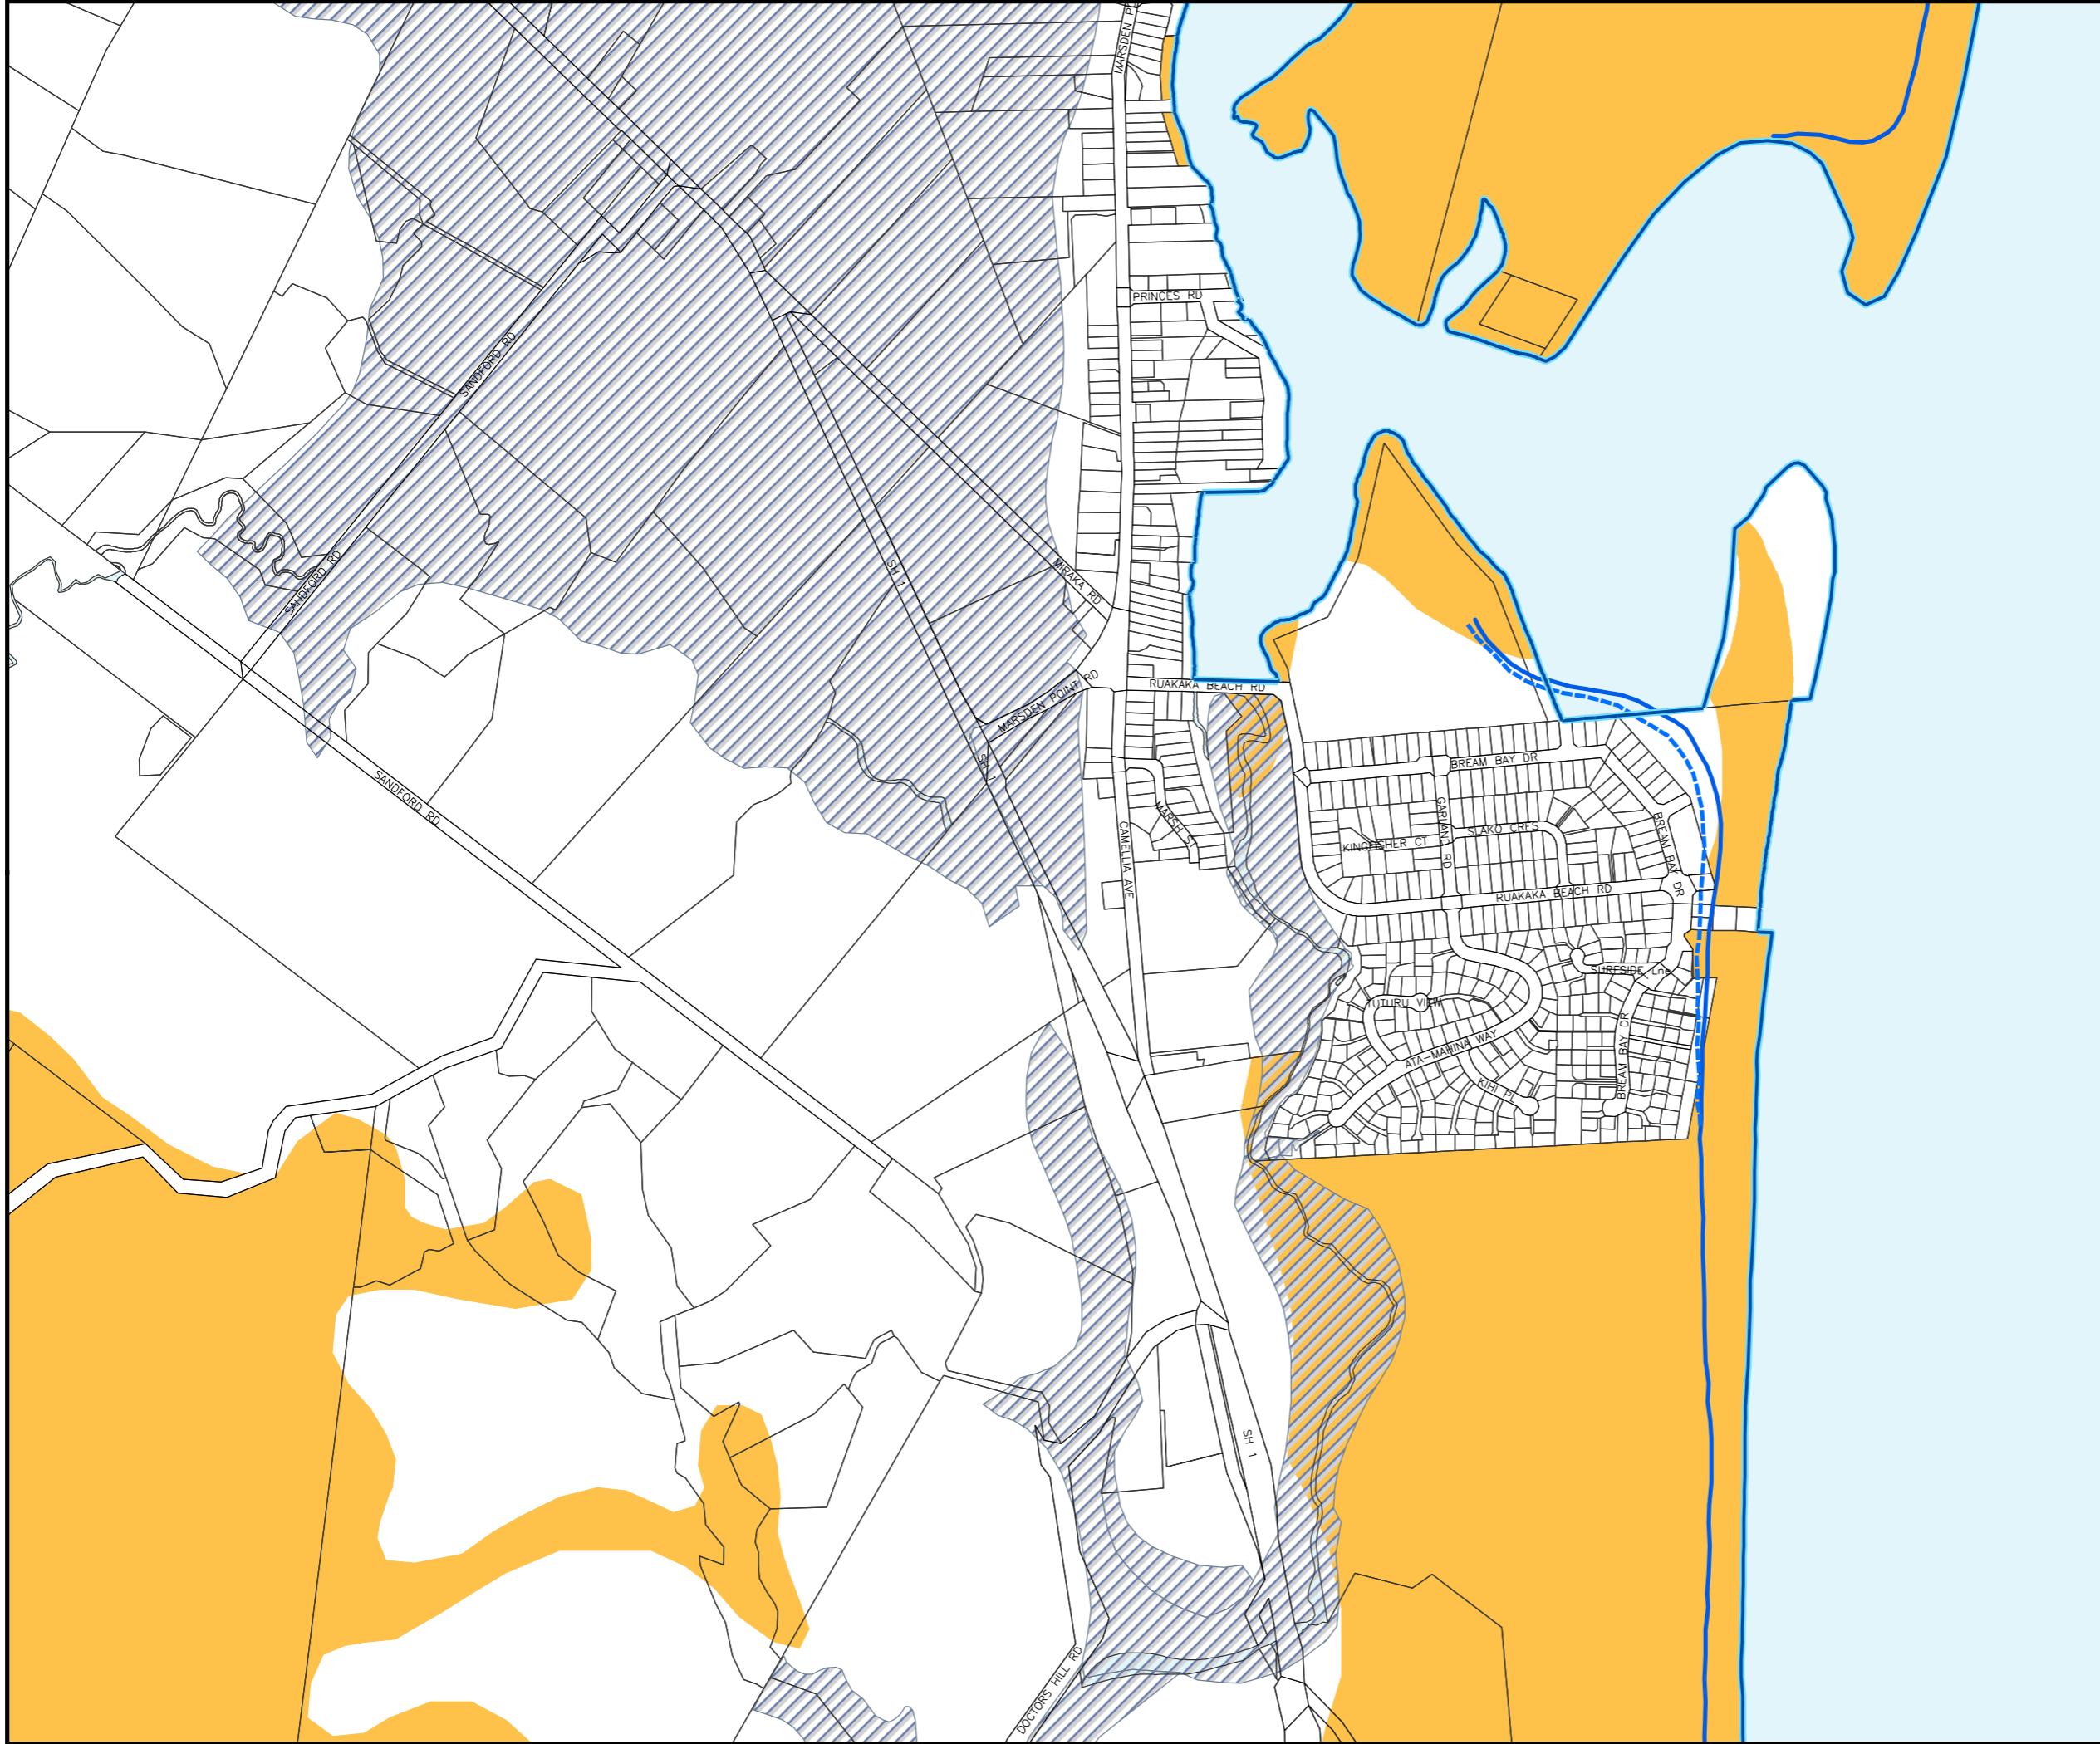 MARSDEN P
PRINCES RD
SANDFORD RD
SH 1
MIRAKA RD
SANDFORD RD
MARSDEN POINT RD
RUAKAKA BEACH RD
SH 1
BREAM BAY DR
SANDFORD RD
MARSH ST
GARLAND RD
SLAKO CRES
BREAM BAY DR
KINGFISHER CT
CAMELLIA AVE
RUAKAKA BEACH RD
SURFSIDE Lne
TUTURU VIEW
ATA-MAHINA WAY
BREAM BAY DR
KIHI PL
SH 1
DOCTORS HILL RD